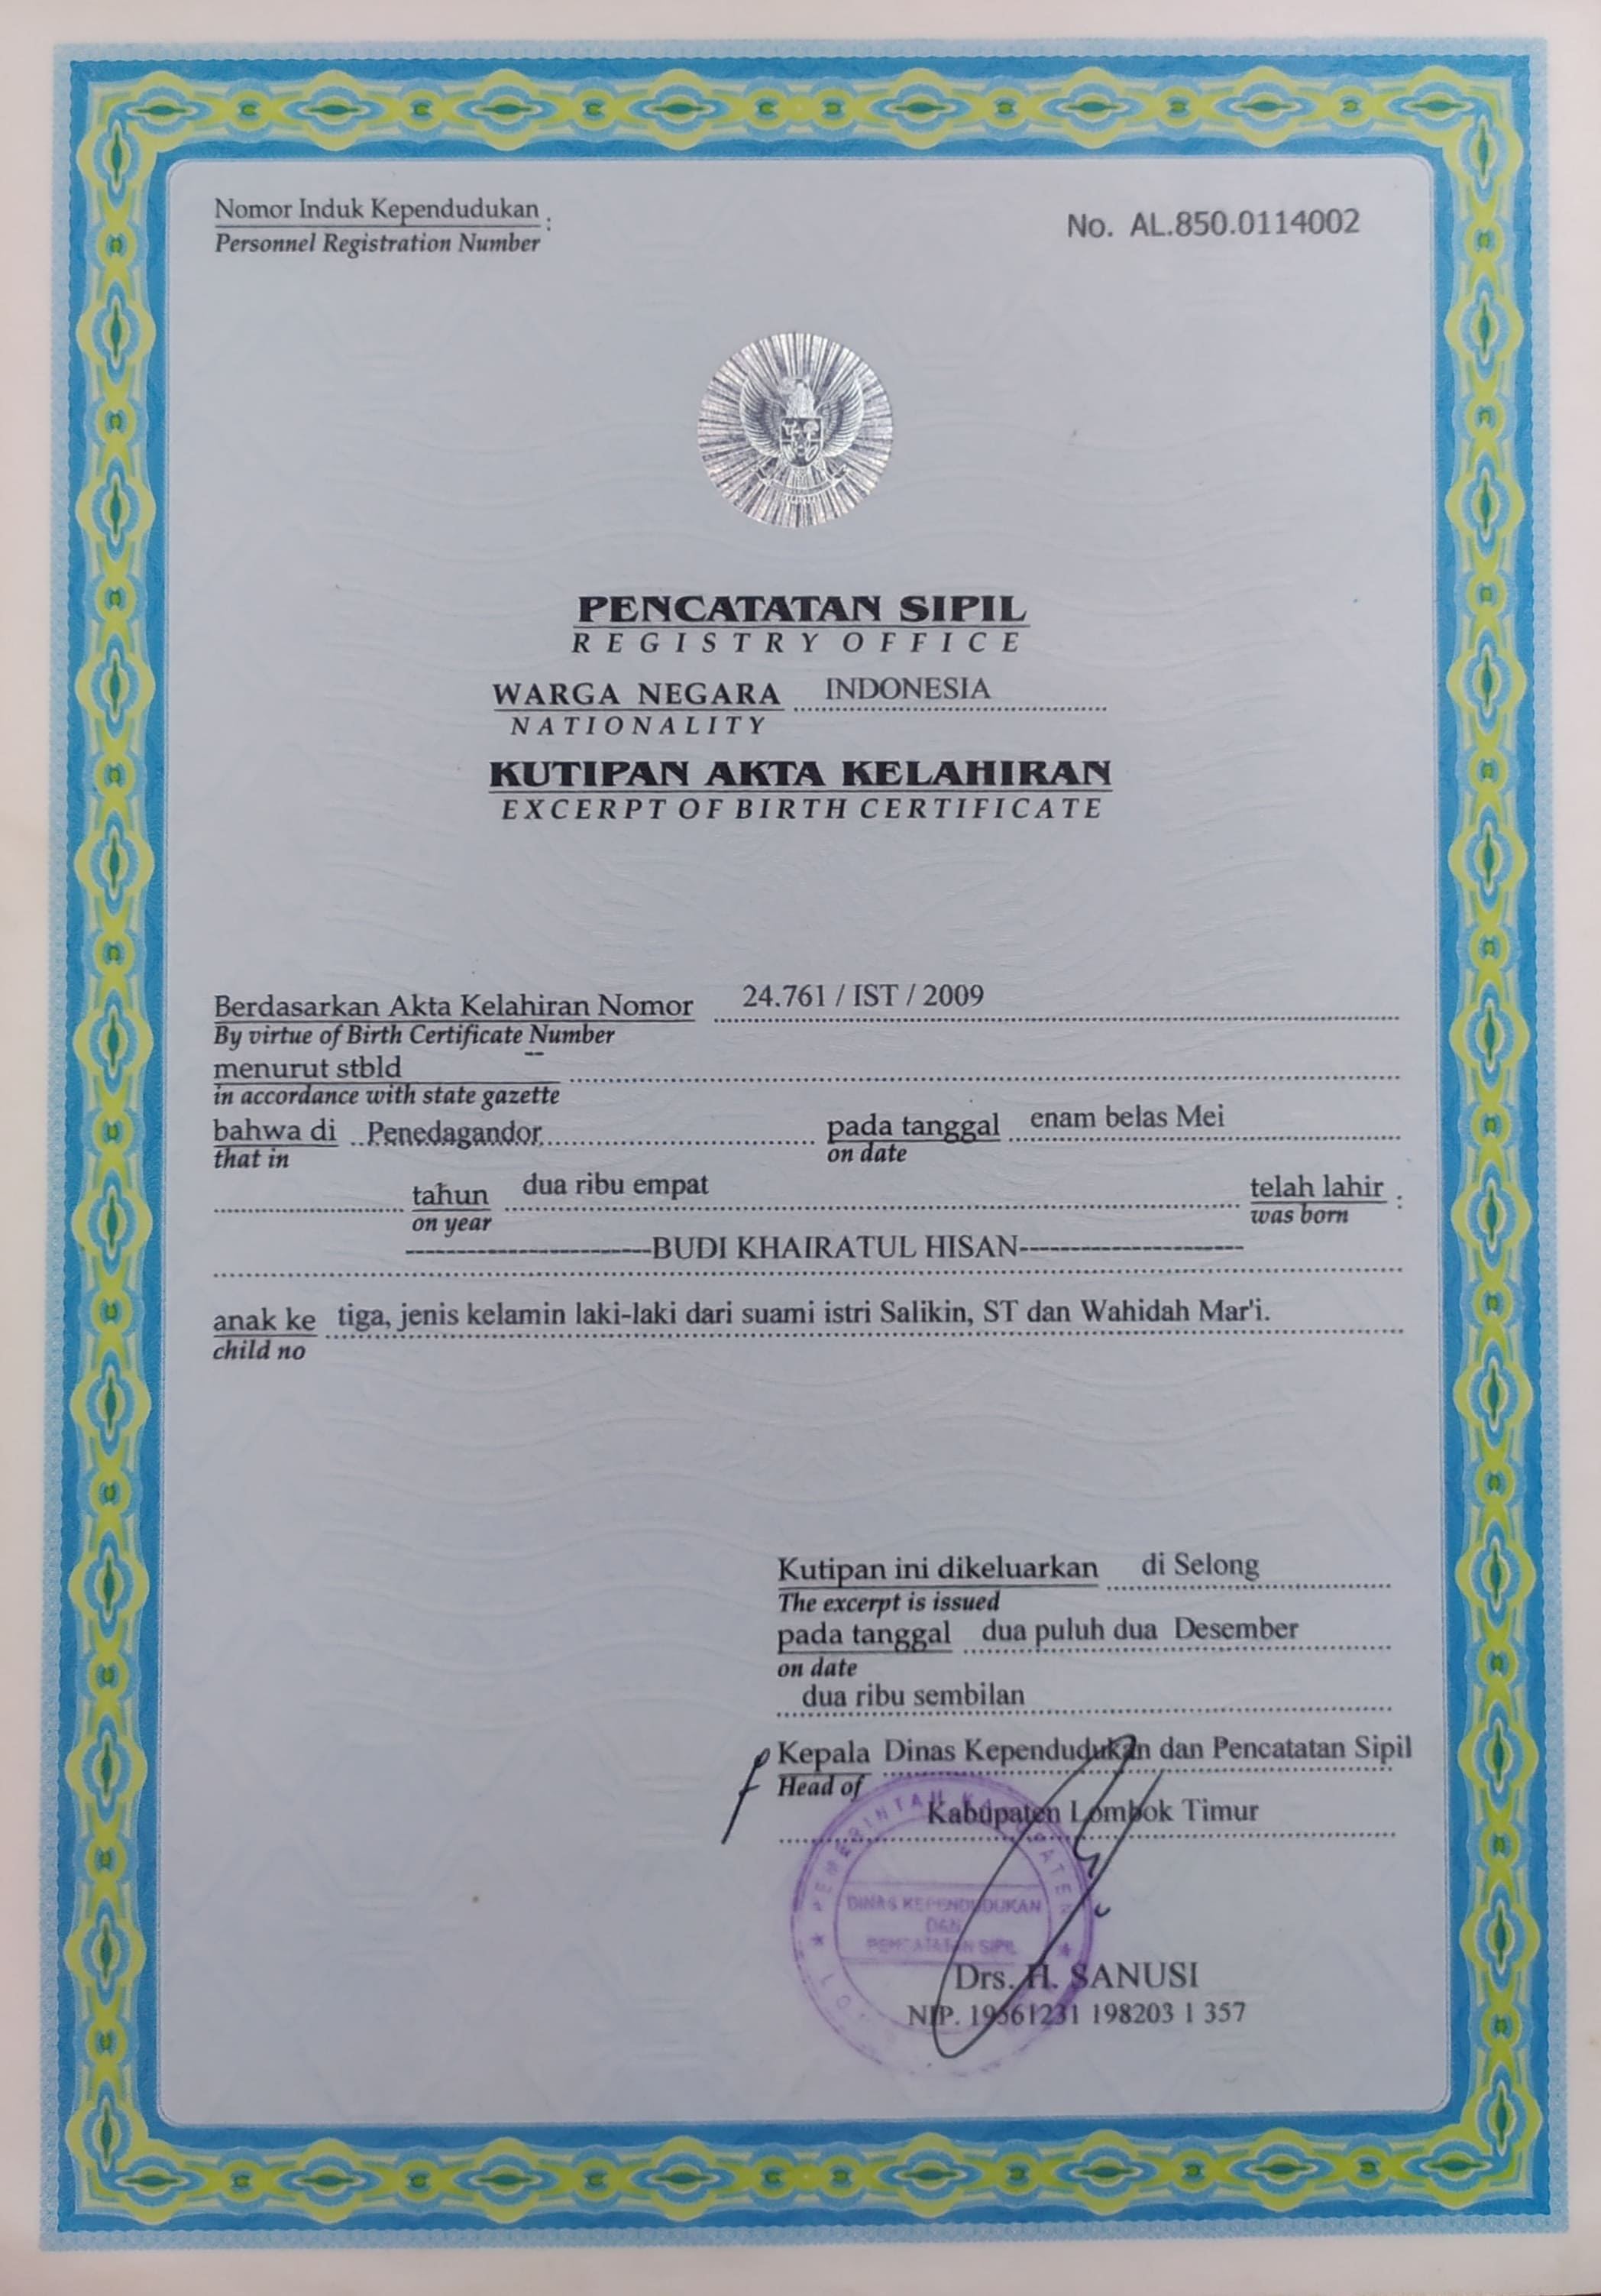 Nomor Induk Kependudukan :
Personnel Registration Number
No. AL.850.0114002
PENCATATAN SIPIL
REGISTRY OFFICE
WARGA NEGARA INDONESIA
NATIONALITY
KUTIPAN AKTA KELAHIRAN
EXCERPT OF BIRTH CERTIFICATE
Berdasarkan Akta Kelahiran Nomor 24.761 / IST / 2009
By virtue of Birth Certificate Number
menurut stbld --
in accordance with state gazette
bahwa di Penedagandor pada tanggal enam belas Mei
that in on date
tahun dua ribu empat telah lahir :
on year was born
------------------------BUDI KHAIRATUL HISAN----------------------
anak ke tiga, jenis kelamin laki-laki dari suami istri Salikin, ST dan Wahidah Mar'i.
child no
Kutipan ini dikeluarkan di Selong
The excerpt is issued
pada tanggal dua puluh dua Desember
on date
dua ribu sembilan
Kepala Dinas Kependudukan dan Pencatatan Sipil
Head of
Kabupaten Lombok Timur
PEMERINTAH KABUPATEN
DINAS KEPENDUDUKAN
DAN
PENCATATAN SIPIL
Drs. H. SANUSI
NIP. 19561231 198203 1 357